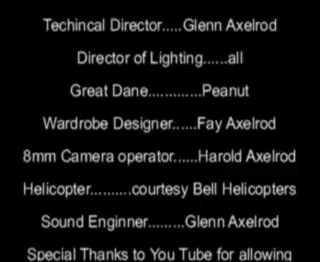 Techincal Director.....Glenn Axelrod
Director of Lighting......all
Great Dane.............Peanut
Wardrobe Designer......Fay Axelrod
8mm Camera operator......Harold Axelrod
Helicopter..........courtesy Bell Helicopters
Sound Enginner.........Glenn Axelrod
Special Thanks to You Tube for allowing